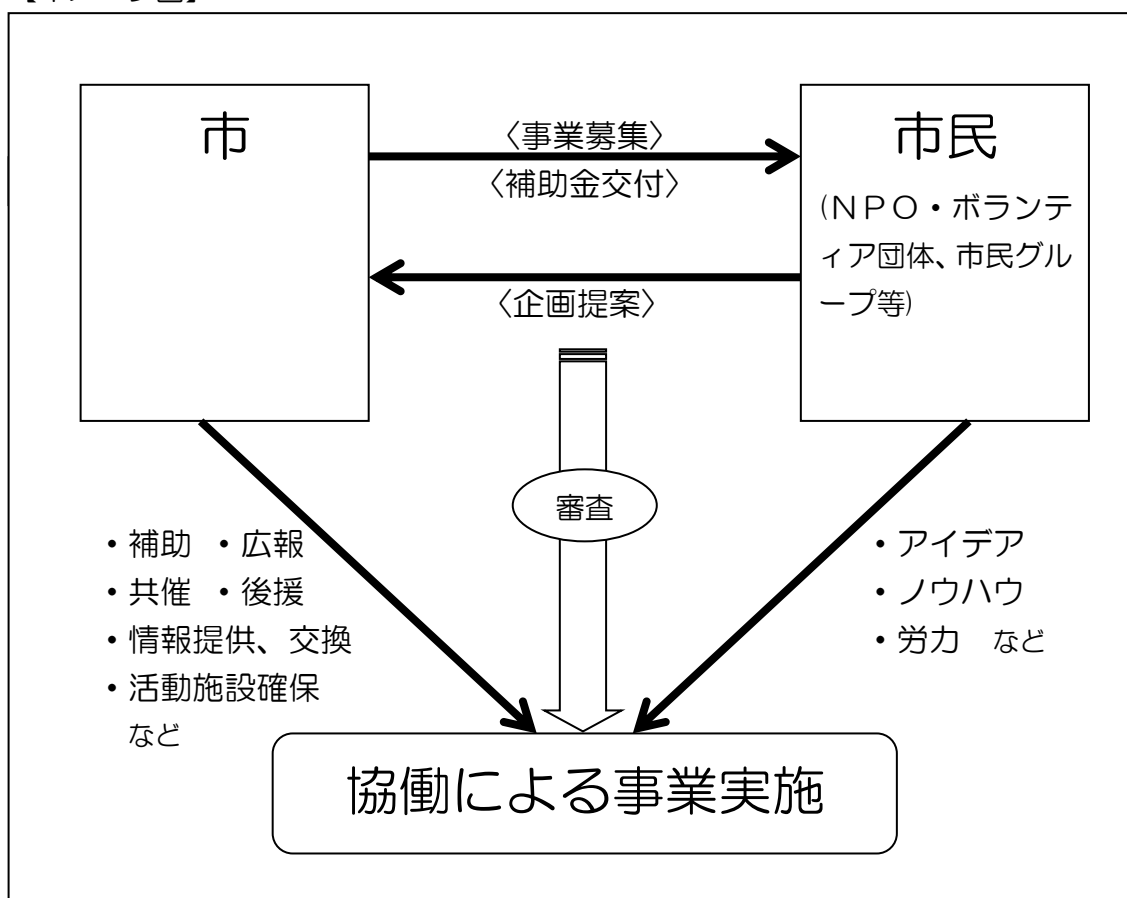 市
〈事業募集〉
〈補助金交付〉
市民
(NPO・ボランテ
ィア団体、市民グル
ープ等)
〈企画提案〉
審査
・補助 ・広報
・共催 ・後援
・情報提供、交換
・活動施設確保
など
・アイデア
・ノウハウ
・労力 など
協働による事業実施